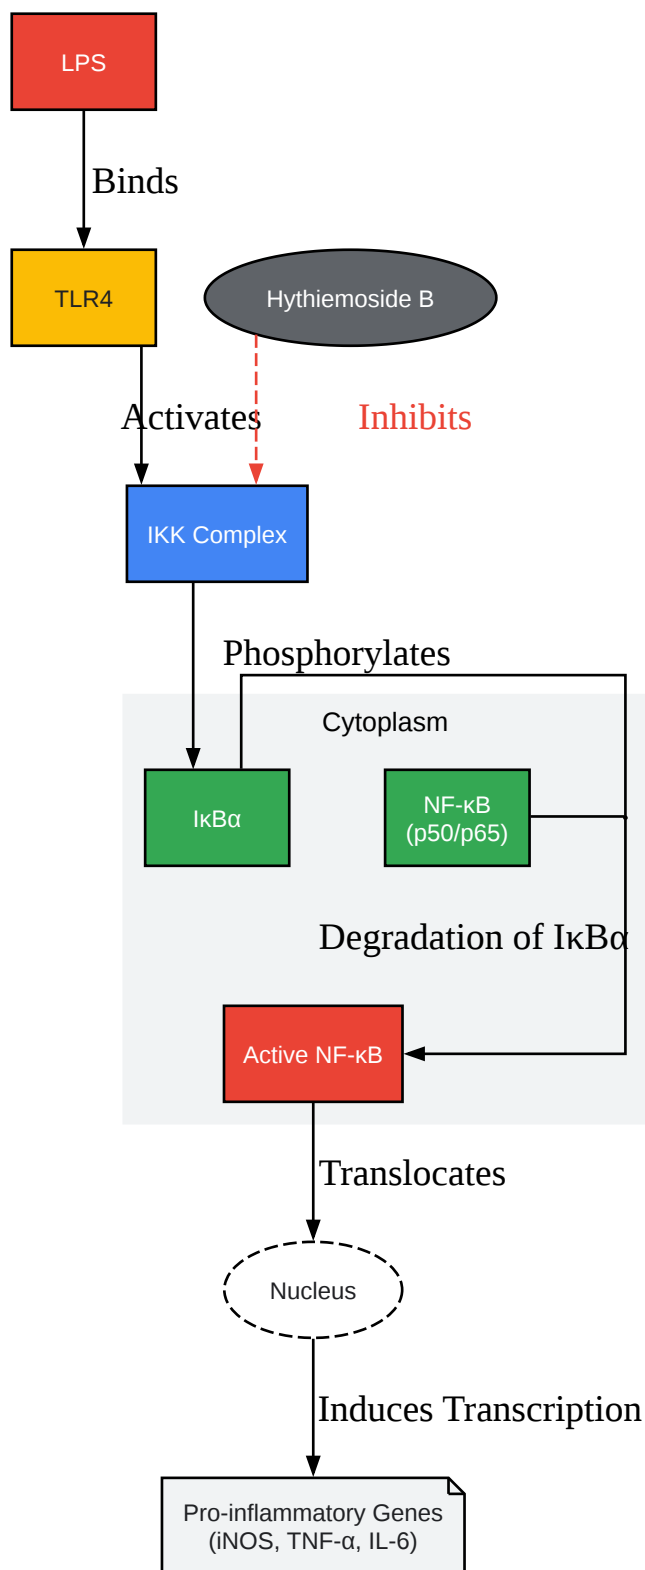 LPS
Binds
TLR4
Hythiemoside B
Activates
Inhibits
IKK Complex
Phosphorylates
Cytoplasm
IκBα
NF-κB
(p50/p65)
Degradation of IκBα
Active NF-κB
Translocates
Nucleus
Induces Transcription
Pro-inflammatory Genes
(iNOS, TNF-α, IL-6)